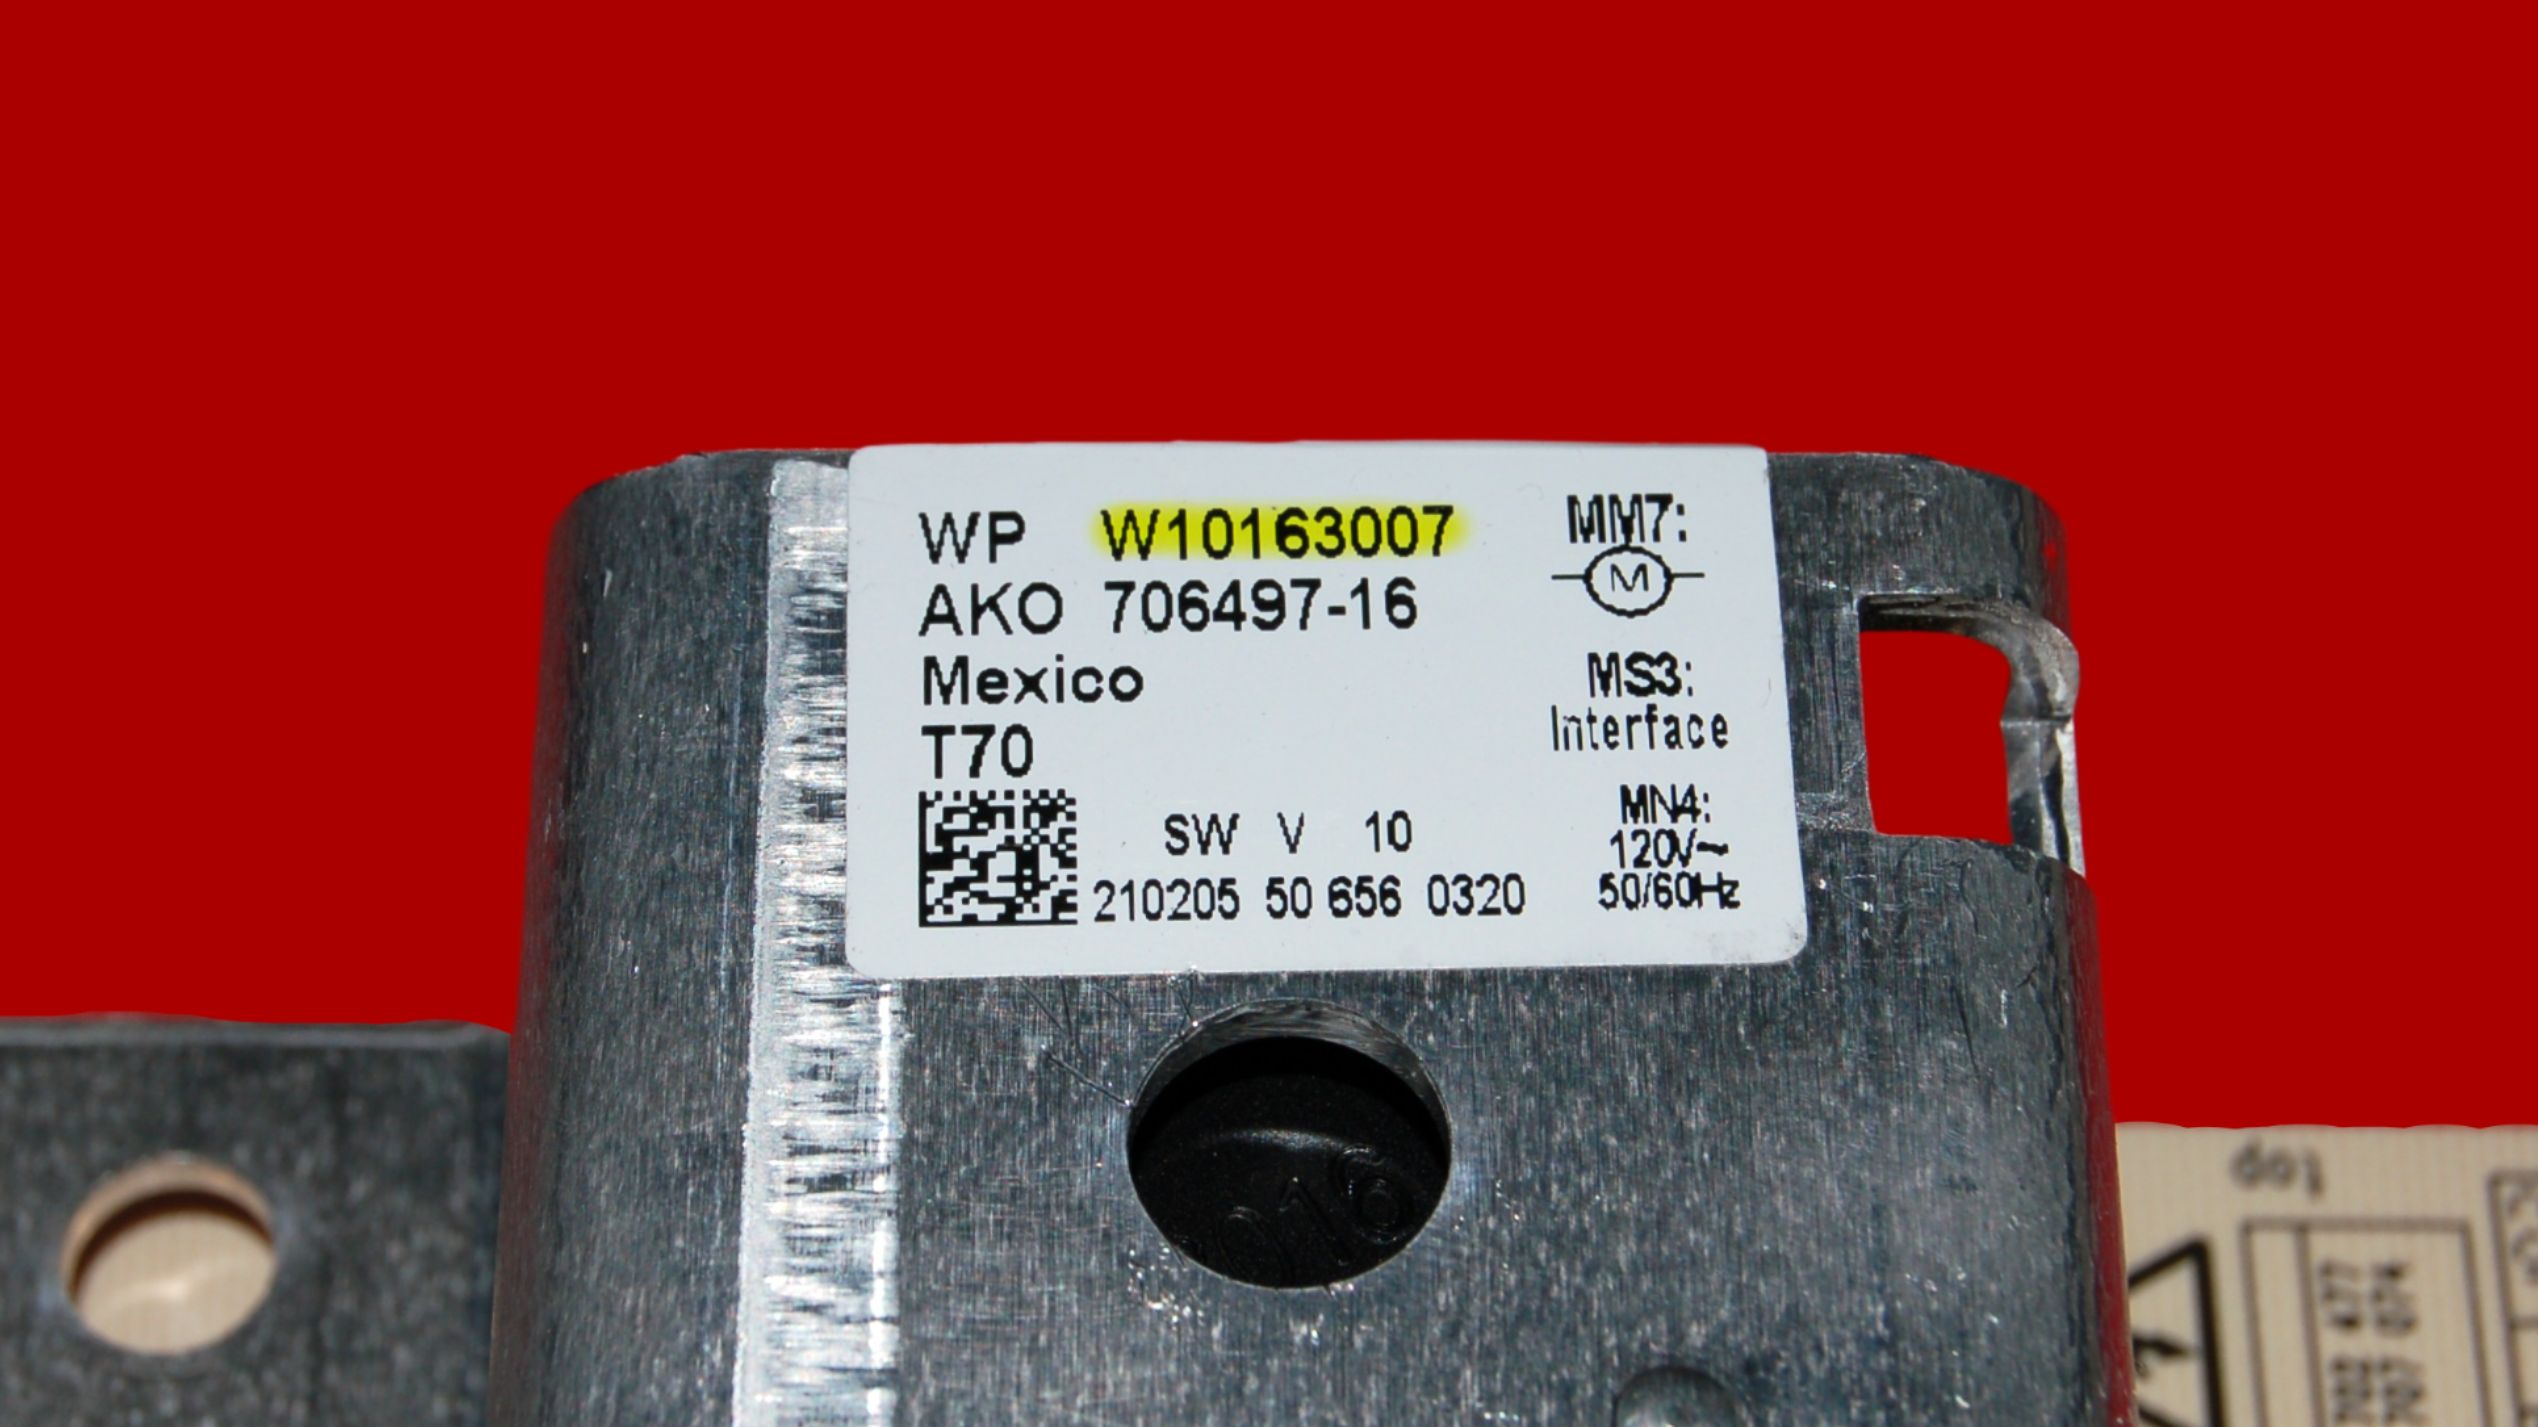 WP W10163007
AKO 706497-16
Mexico
T70
SW V 10
210205 50 656 0320
MM7:
M
MS3:
Interface
MN4:
120V~
50/60Hz
016